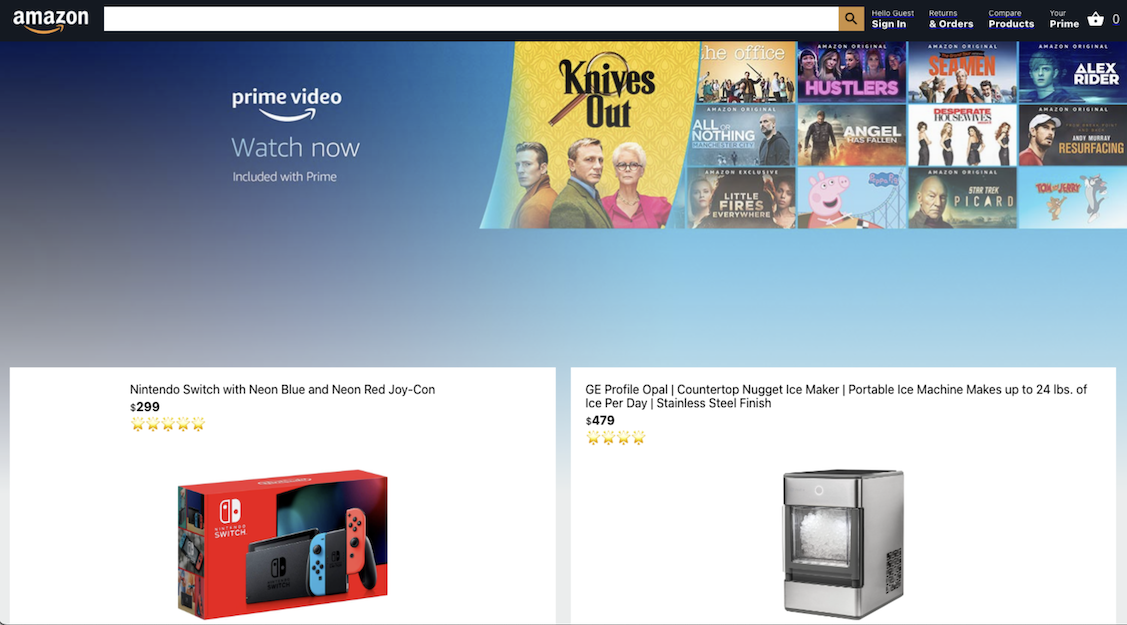 amazon
Hello Guest
Sign In
Returns
& Orders
Compare
Products
Your
Prime
0
prime video
Watch now
Included with Prime
Knives
Out
the office
AMAZON ORIGINAL
HUSTLERS
AMAZON ORIGINAL
SEAMEN
AMAZON ORIGINAL
ALEX
RIDER
AMAZON ORIGINAL
ALL OR
NOTHING
MANCHESTER CITY
ANGEL
HAS FALLEN
DESPERATE
HOUSEWIVES
AMAZON ORIGINAL
ANDY MURRAY
RESURFACING
AMAZON EXCLUSIVE
LITTLE
FIRES
EVERYWHERE
Peppa Pig
AMAZON ORIGINAL
STAR TREK
PICARD
TOM AND JERRY
Nintendo Switch with Neon Blue and Neon Red Joy-Con
$299
NINTENDO
SWITCH
GE Profile Opal | Countertop Nugget Ice Maker | Portable Ice Machine Makes up to 24 lbs. of
Ice Per Day | Stainless Steel Finish
$479